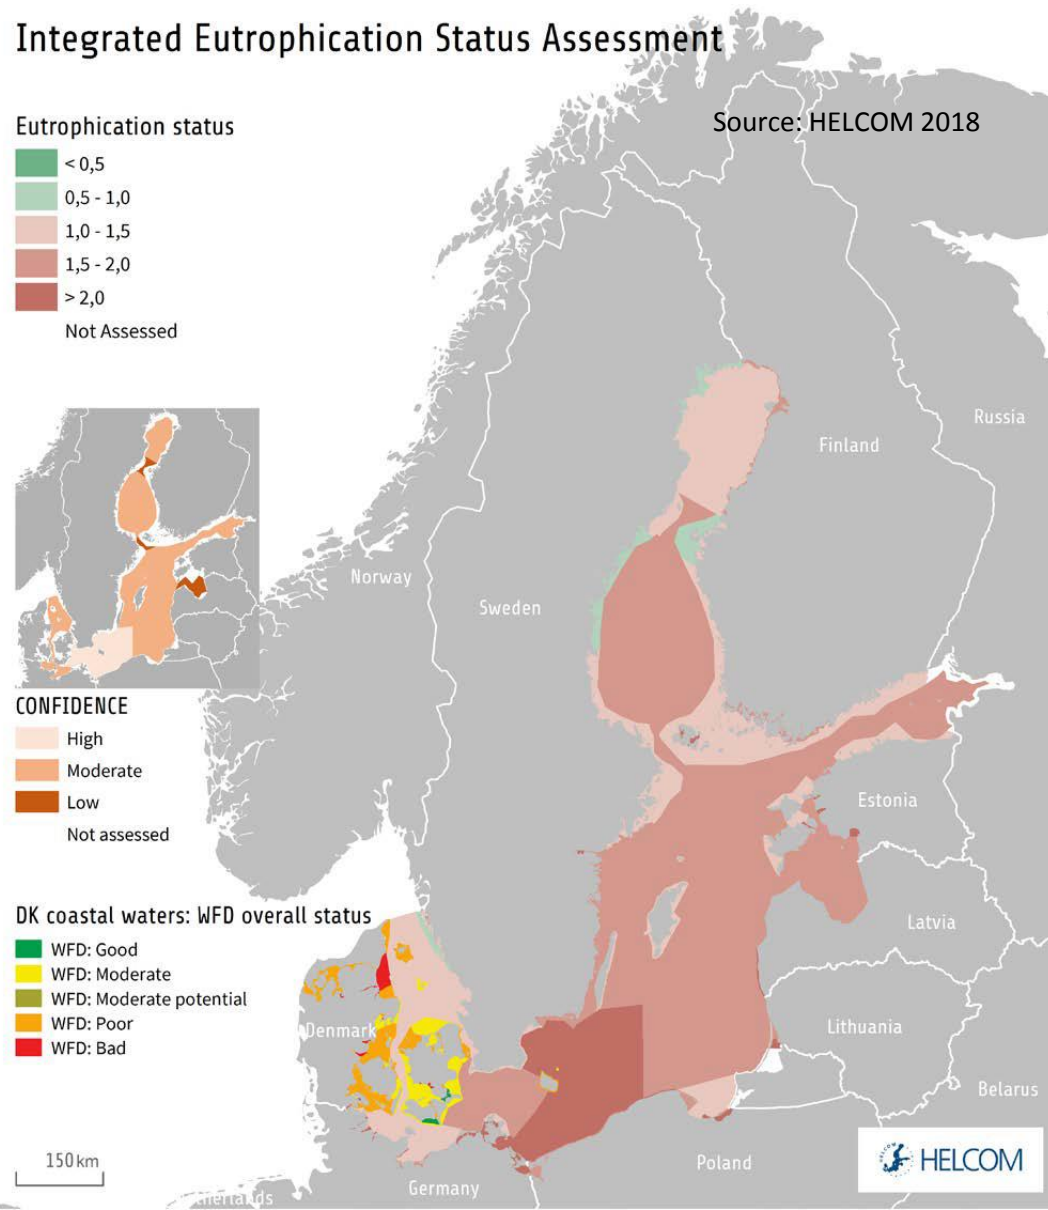 Integrated Eutrophication Status Assessment
Source: HELCOM 2018
Eutrophication status
< 0,5
0,5 - 1,0
1,0 - 1,5
1,5 - 2,0
> 2,0
Not Assessed
Russia
Finland
Norway
Sweden
CONFIDENCE
High
Moderate
Low
Not assessed
Estonia
DK coastal waters: WFD overall status
WFD: Good
WFD: Moderate
WFD: Moderate potential
WFD: Poor
WFD: Bad
Latvia
Denmark
Lithuania
Belarus
150 km
Poland
Germany
therlands
HELCOM